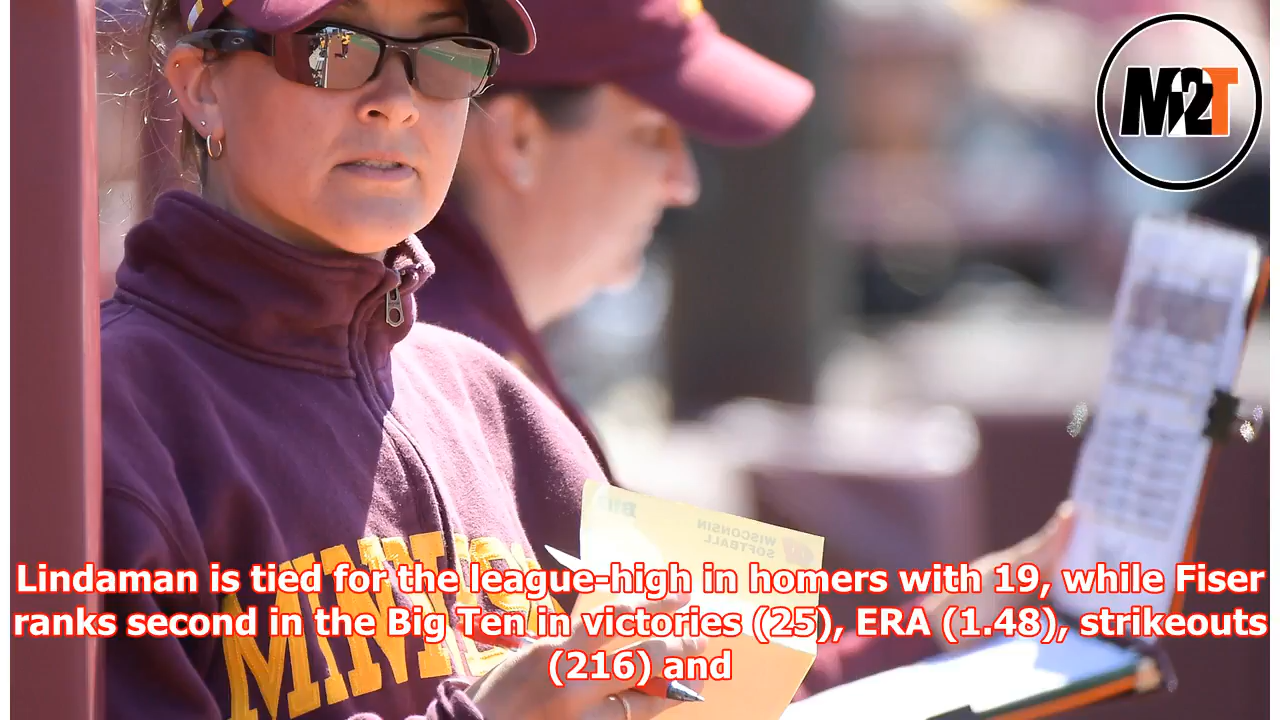 M2T
MINNES
WISCONSIN
SOFTBALL
Lindaman is tied for the league-high in homers with 19, while Fiser
ranks second in the Big Ten in victories (25), ERA (1.48), strikeouts
(216) and